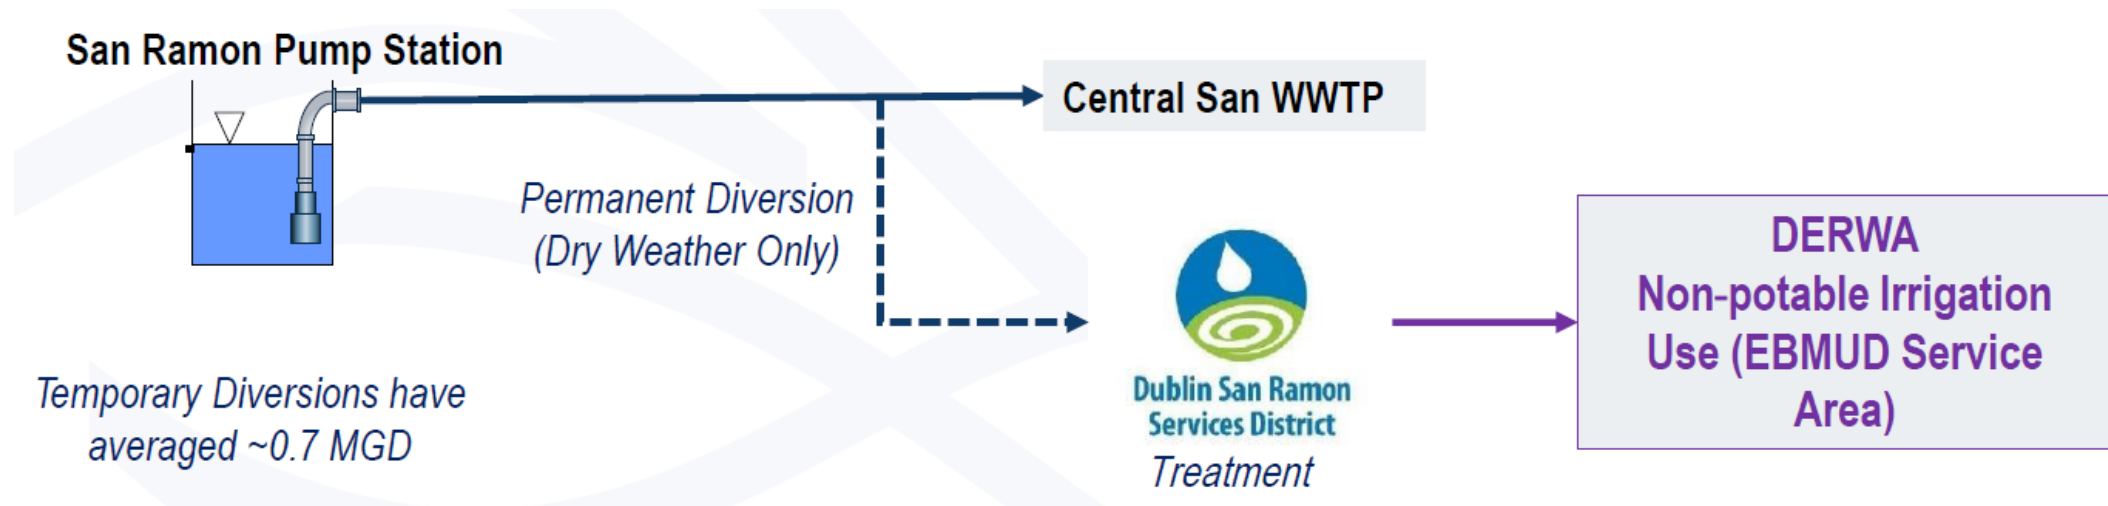 San Ramon Pump Station
Central San WWTP
Permanent Diversion
(Dry Weather Only)
Temporary Diversions have
averaged ~0.7 MGD
Dublin San Ramon
Services District
Treatment
DERWA
Non-potable Irrigation
Use (EBMUD Service
Area)